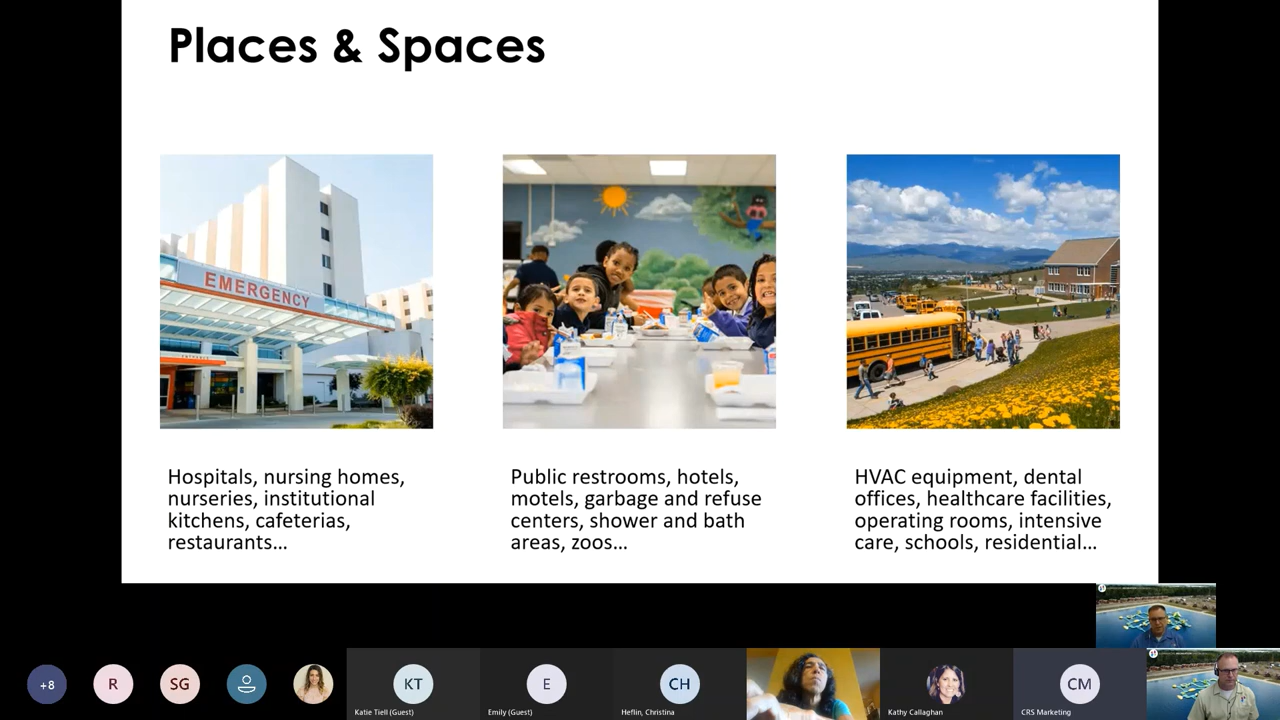 Places & Spaces
EMERGENCY
Hospitals, nursing homes,
nurseries, institutional
kitchens, cafeterias,
restaurants...
Public restrooms, hotels,
motels, garbage and refuse
centers, shower and bath
areas, zoos...
HVAC equipment, dental
offices, healthcare facilities,
operating rooms, intensive
care, schools, residential...
+8
R
SG
KT
Katie Tiell (Guest)
E
Emily (Guest)
CH
Heflin, Christina
Kathy Callaghan
CM
CRS Marketing